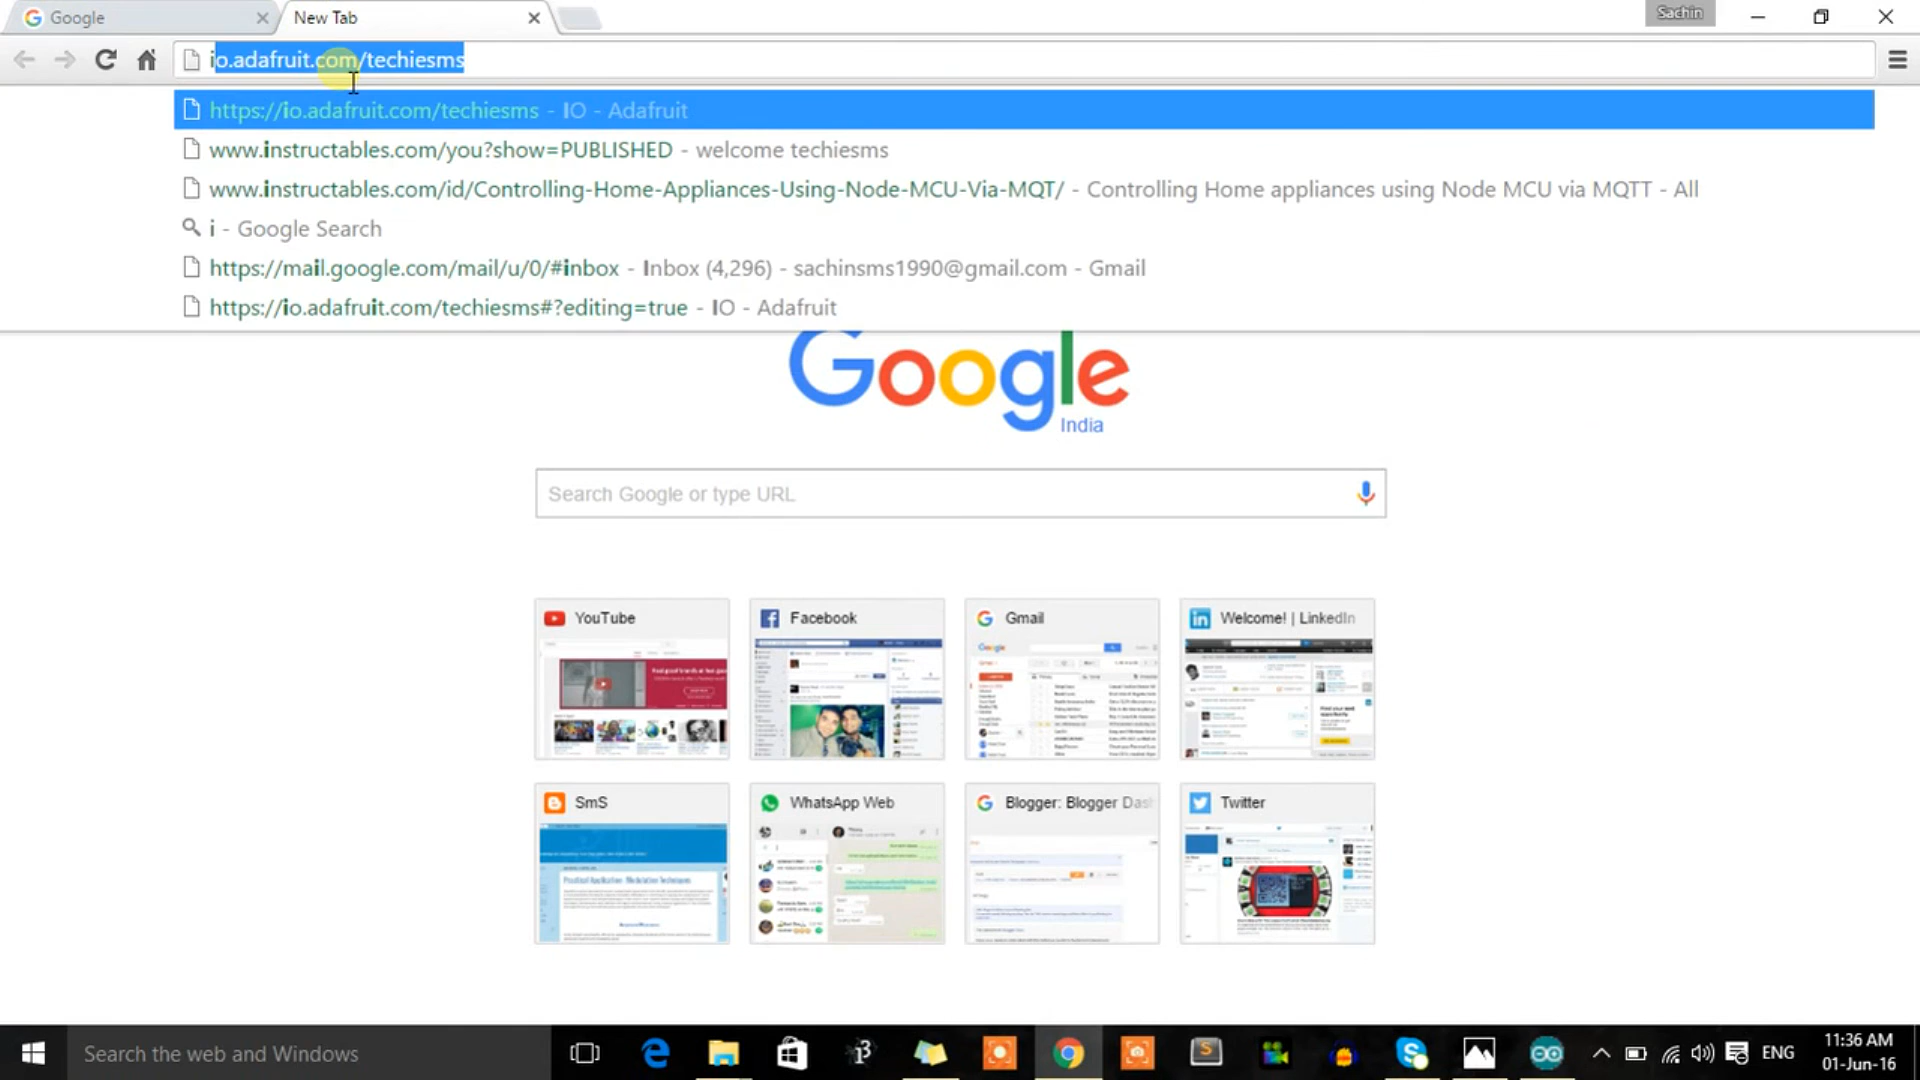 Google
New Tab
Sachin
io.adafruit.com/techiesms
https://io.adafruit.com/techiesms - IO - Adafruit
www.instructables.com/you?show=PUBLISHED - welcome techiesms
www.instructables.com/id/Controlling-Home-Appliances-Using-Node-MCU-Via-MQT/ - Controlling Home appliances using Node MCU via MQTT - All
i - Google Search
https://mail.google.com/mail/u/0/#inbox - Inbox (4,296) - sachinsms1990@gmail.com - Gmail
https://io.adafruit.com/techiesms#?editing=true - IO - Adafruit
Google
India
Search Google or type URL
YouTube
Facebook
Gmail
Welcome! | LinkedIn
SmS
WhatsApp Web
Blogger: Blogger Das
Twitter
Search the web and Windows
ENG
11:36 AM
01-Jun-16